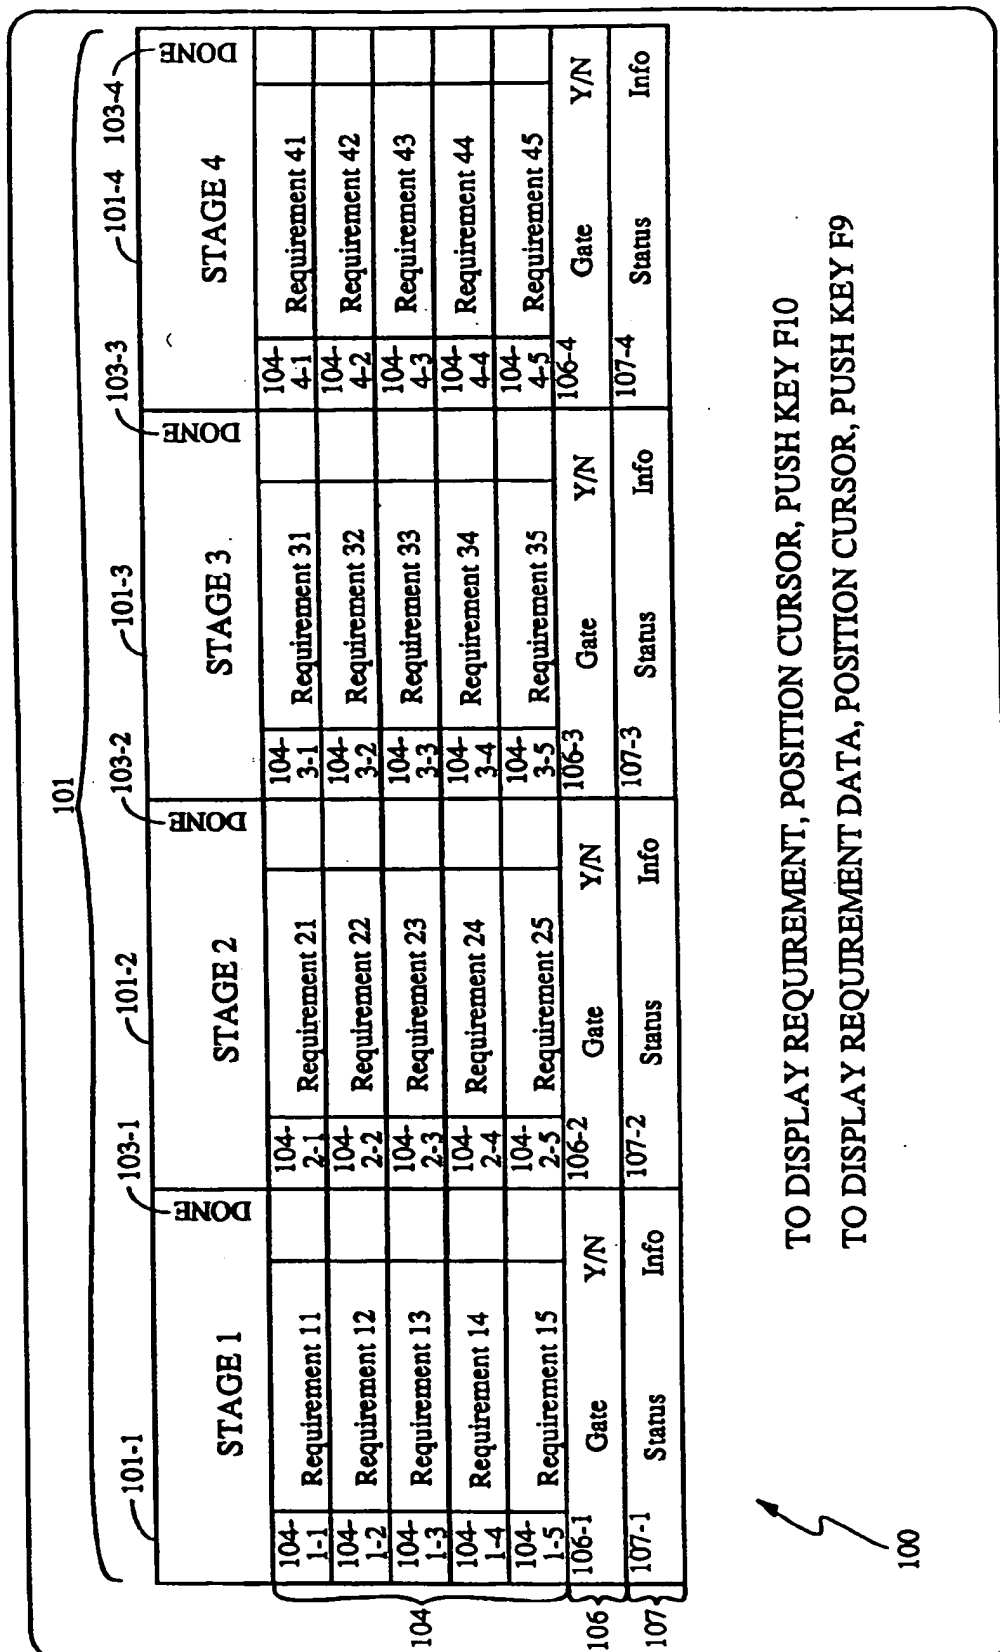 101
101-1 103-1 101-2 103-2 101-3 103-3 101-4 103-4
STAGE 1 DONE STAGE 2 DONE STAGE 3 DONE STAGE 4 DONE
104-1-1 Requirement 11 104-2-1 Requirement 21 104-3-1 Requirement 31 104-4-1 Requirement 41
104-1-2 Requirement 12 104-2-2 Requirement 22 104-3-2 Requirement 32 104-4-2 Requirement 42
104-1-3 Requirement 13 104-2-3 Requirement 23 104-3-3 Requirement 33 104-4-3 Requirement 43
104-1-4 Requirement 14 104-2-4 Requirement 24 104-3-4 Requirement 34 104-4-4 Requirement 44
104-1-5 Requirement 15 104-2-5 Requirement 25 104-3-5 Requirement 35 104-4-5 Requirement 45
104
106-1 Gate Y/N 106-2 Gate Y/N 106-3 Gate Y/N 106-4 Gate Y/N
106
107-1 Status Info 107-2 Status Info 107-3 Status Info 107-4 Status Info
107
TO DISPLAY REQUIREMENT, POSITION CURSOR, PUSH KEY F10
TO DISPLAY REQUIREMENT DATA, POSITION CURSOR, PUSH KEY F9
100